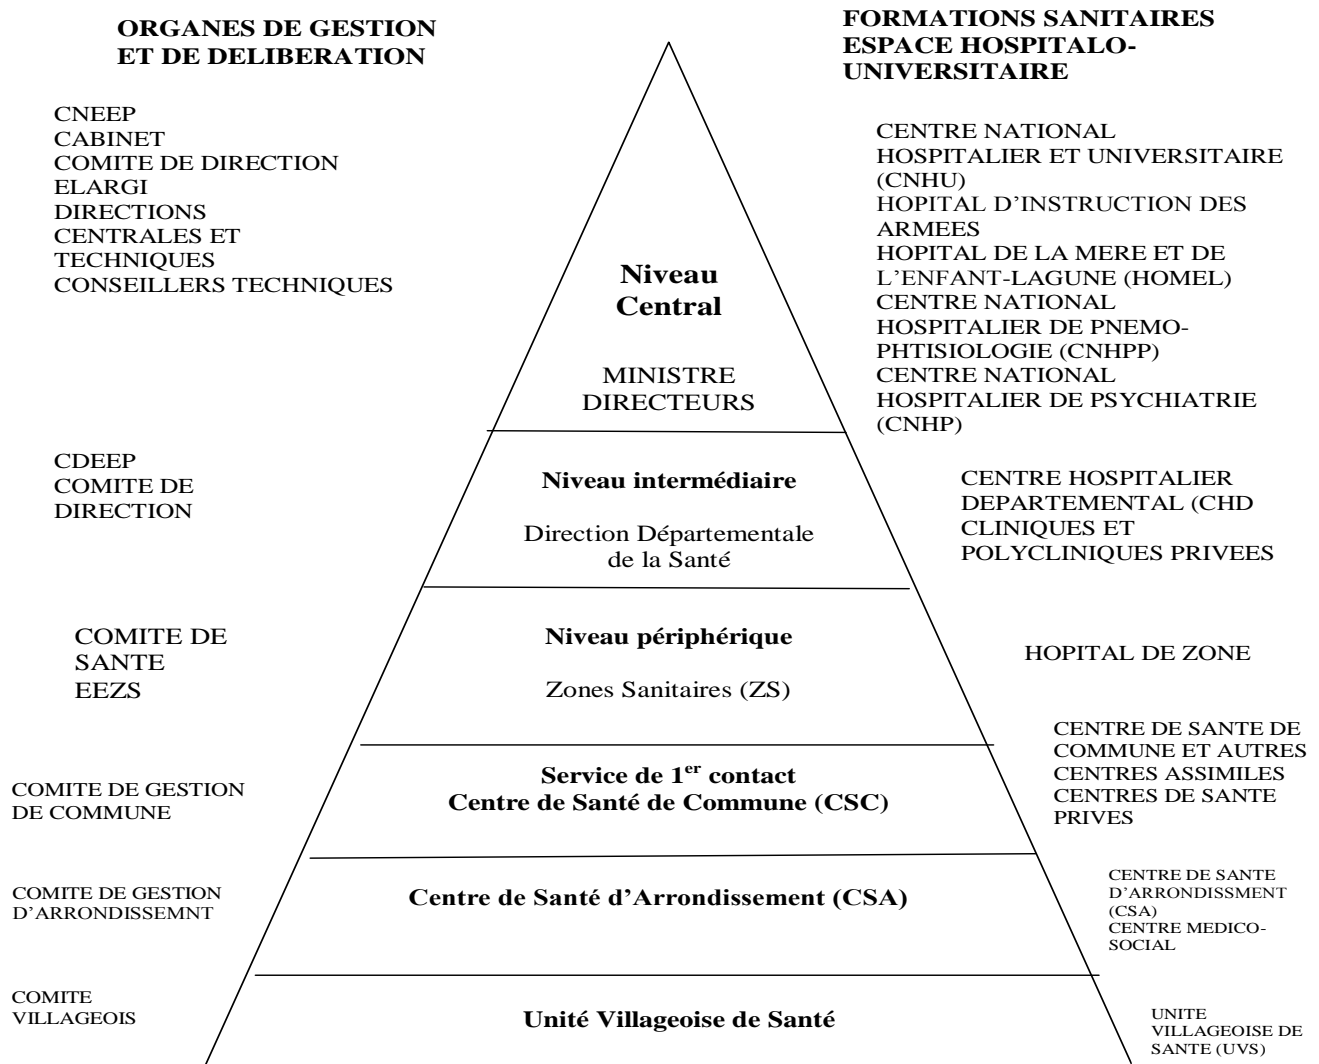 ORGANES DE GESTION
ET DE DELIBERATION
FORMATIONS SANITAIRES
ESPACE HOSPITALO-
UNIVERSITAIRE
CNEEP
CABINET
COMITE DE DIRECTION
ELARGI
DIRECTIONS
CENTRALES ET
TECHNIQUES
CONSEILLERS TECHNIQUES
Niveau
Central
MINISTRE
DIRECTEURS
CENTRE NATIONAL
HOSPITALIER ET UNIVERSITAIRE
(CNHU)
HOPITAL D’INSTRUCTION DES
ARMEES
HOPITAL DE LA MERE ET DE
L’ENFANT-LAGUNE (HOMEL)
CENTRE NATIONAL
HOSPITALIER DE PNEMO-
PHTISIOLOGIE (CNHPP)
CENTRE NATIONAL
HOSPITALIER DE PSYCHIATRIE
(CNHP)
CDEEP
COMITE DE
DIRECTION
Niveau intermédiaire
Direction Départementale
de la Santé
CENTRE HOSPITALIER
DEPARTEMENTAL (CHD
CLINIQUES ET
POLYCLINIQUES PRIVEES
COMITE DE
SANTE
EEZS
Niveau périphérique
Zones Sanitaires (ZS)
HOPITAL DE ZONE
COMITE DE GESTION
DE COMMUNE
Service de 1er contact
Centre de Santé de Commune (CSC)
CENTRE DE SANTE DE
COMMUNE ET AUTRES
CENTRES ASSIMILES
CENTRES DE SANTE
PRIVES
COMITE DE GESTION
D’ARRONDISSEMNT
Centre de Santé d’Arrondissement (CSA)
CENTRE DE SANTE
D’ARRONDISSMENT
(CSA)
CENTRE MEDICO-
SOCIAL
COMITE
VILLAGEOIS
Unité Villageoise de Santé
UNITE
VILLAGEOISE DE
SANTE (UVS)